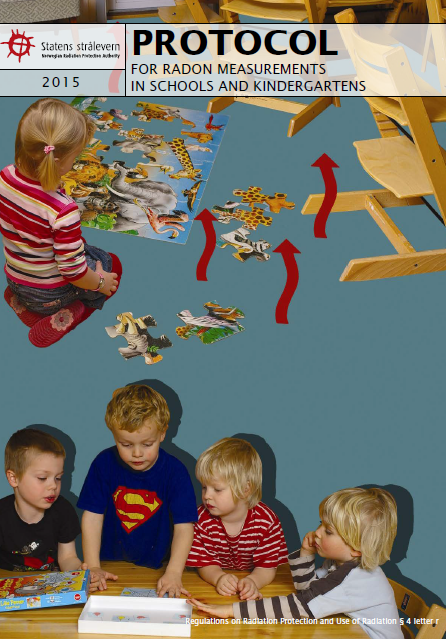 Statens strålevern
Norwegian Radiation Protection Authority
2015
PROTOCOL
FOR RADON MEASUREMENTS
IN SCHOOLS AND KINDERGARTENS
Regulations on Radiation Protection and Use of Radiation § 4 letter r